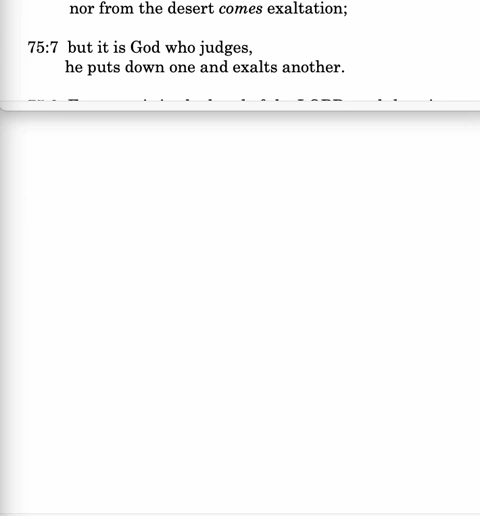 nor from the desert comes exaltation;
75:7 but it is God who judges,
he puts down one and exalts another.